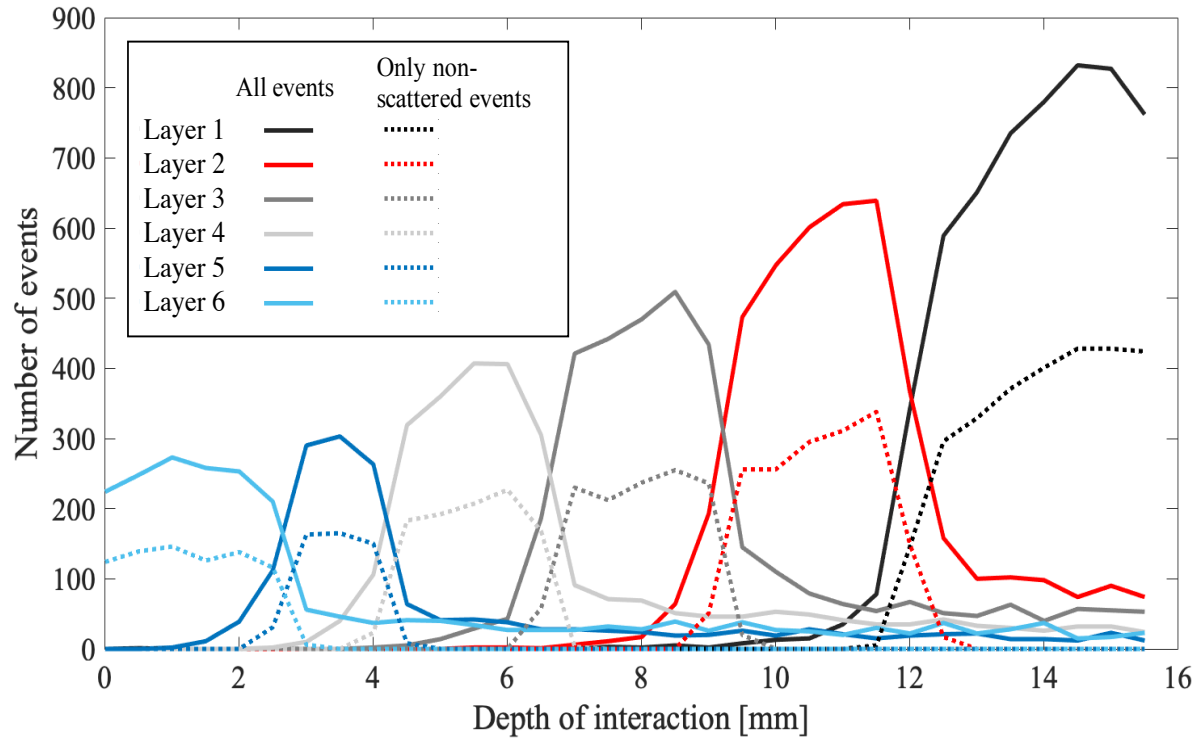 900
800
700
600
500
400
300
200
100
0
Number of events
All events
Only non-
scattered events
Layer 1
Layer 2
Layer 3
Layer 4
Layer 5
Layer 6
0 2 4 6 8 10 12 14 16
Depth of interaction [mm]